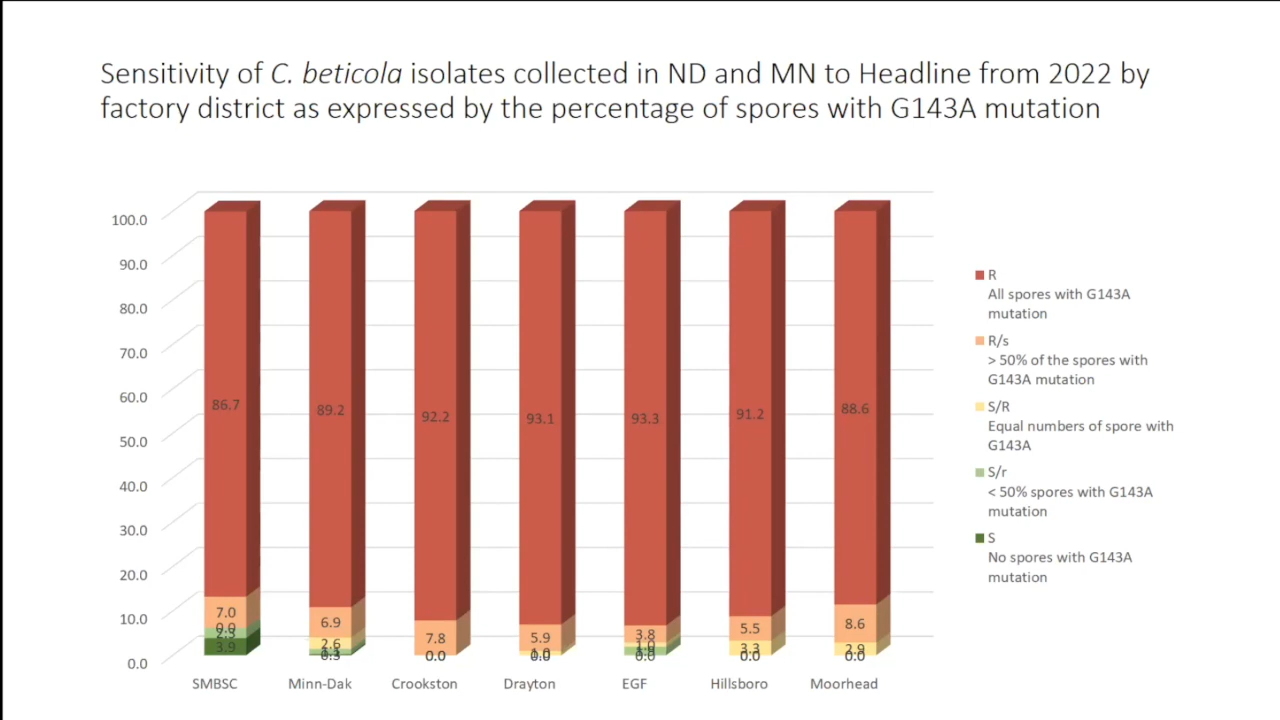 Sensitivity of C. beticola isolates collected in ND and MN to Headline from 2022 by
factory district as expressed by the percentage of spores with G143A mutation
100.0
90.0
80.0
70.0
60.0
50.0
40.0
30.0
20.0
10.0
0.0
86.7
89.2
92.2
93.1
93.3
91.2
88.6
7.0
6.9
7.8
5.9
3.8
5.5
8.6
0.0
2.6
1.0
1.0
3.3
2.9
3.9
0.0
0.0
0.0
0.0
0.0
SMBSC
Minn-Dak
Crookston
Drayton
EGF
Hillsboro
Moorhead
R
All spores with G143A
mutation
R/s
> 50% of the spores with
G143A mutation
S/R
Equal numbers of spore with
G143A
S/r
< 50% spores with G143A
mutation
S
No spores with G143A
mutation